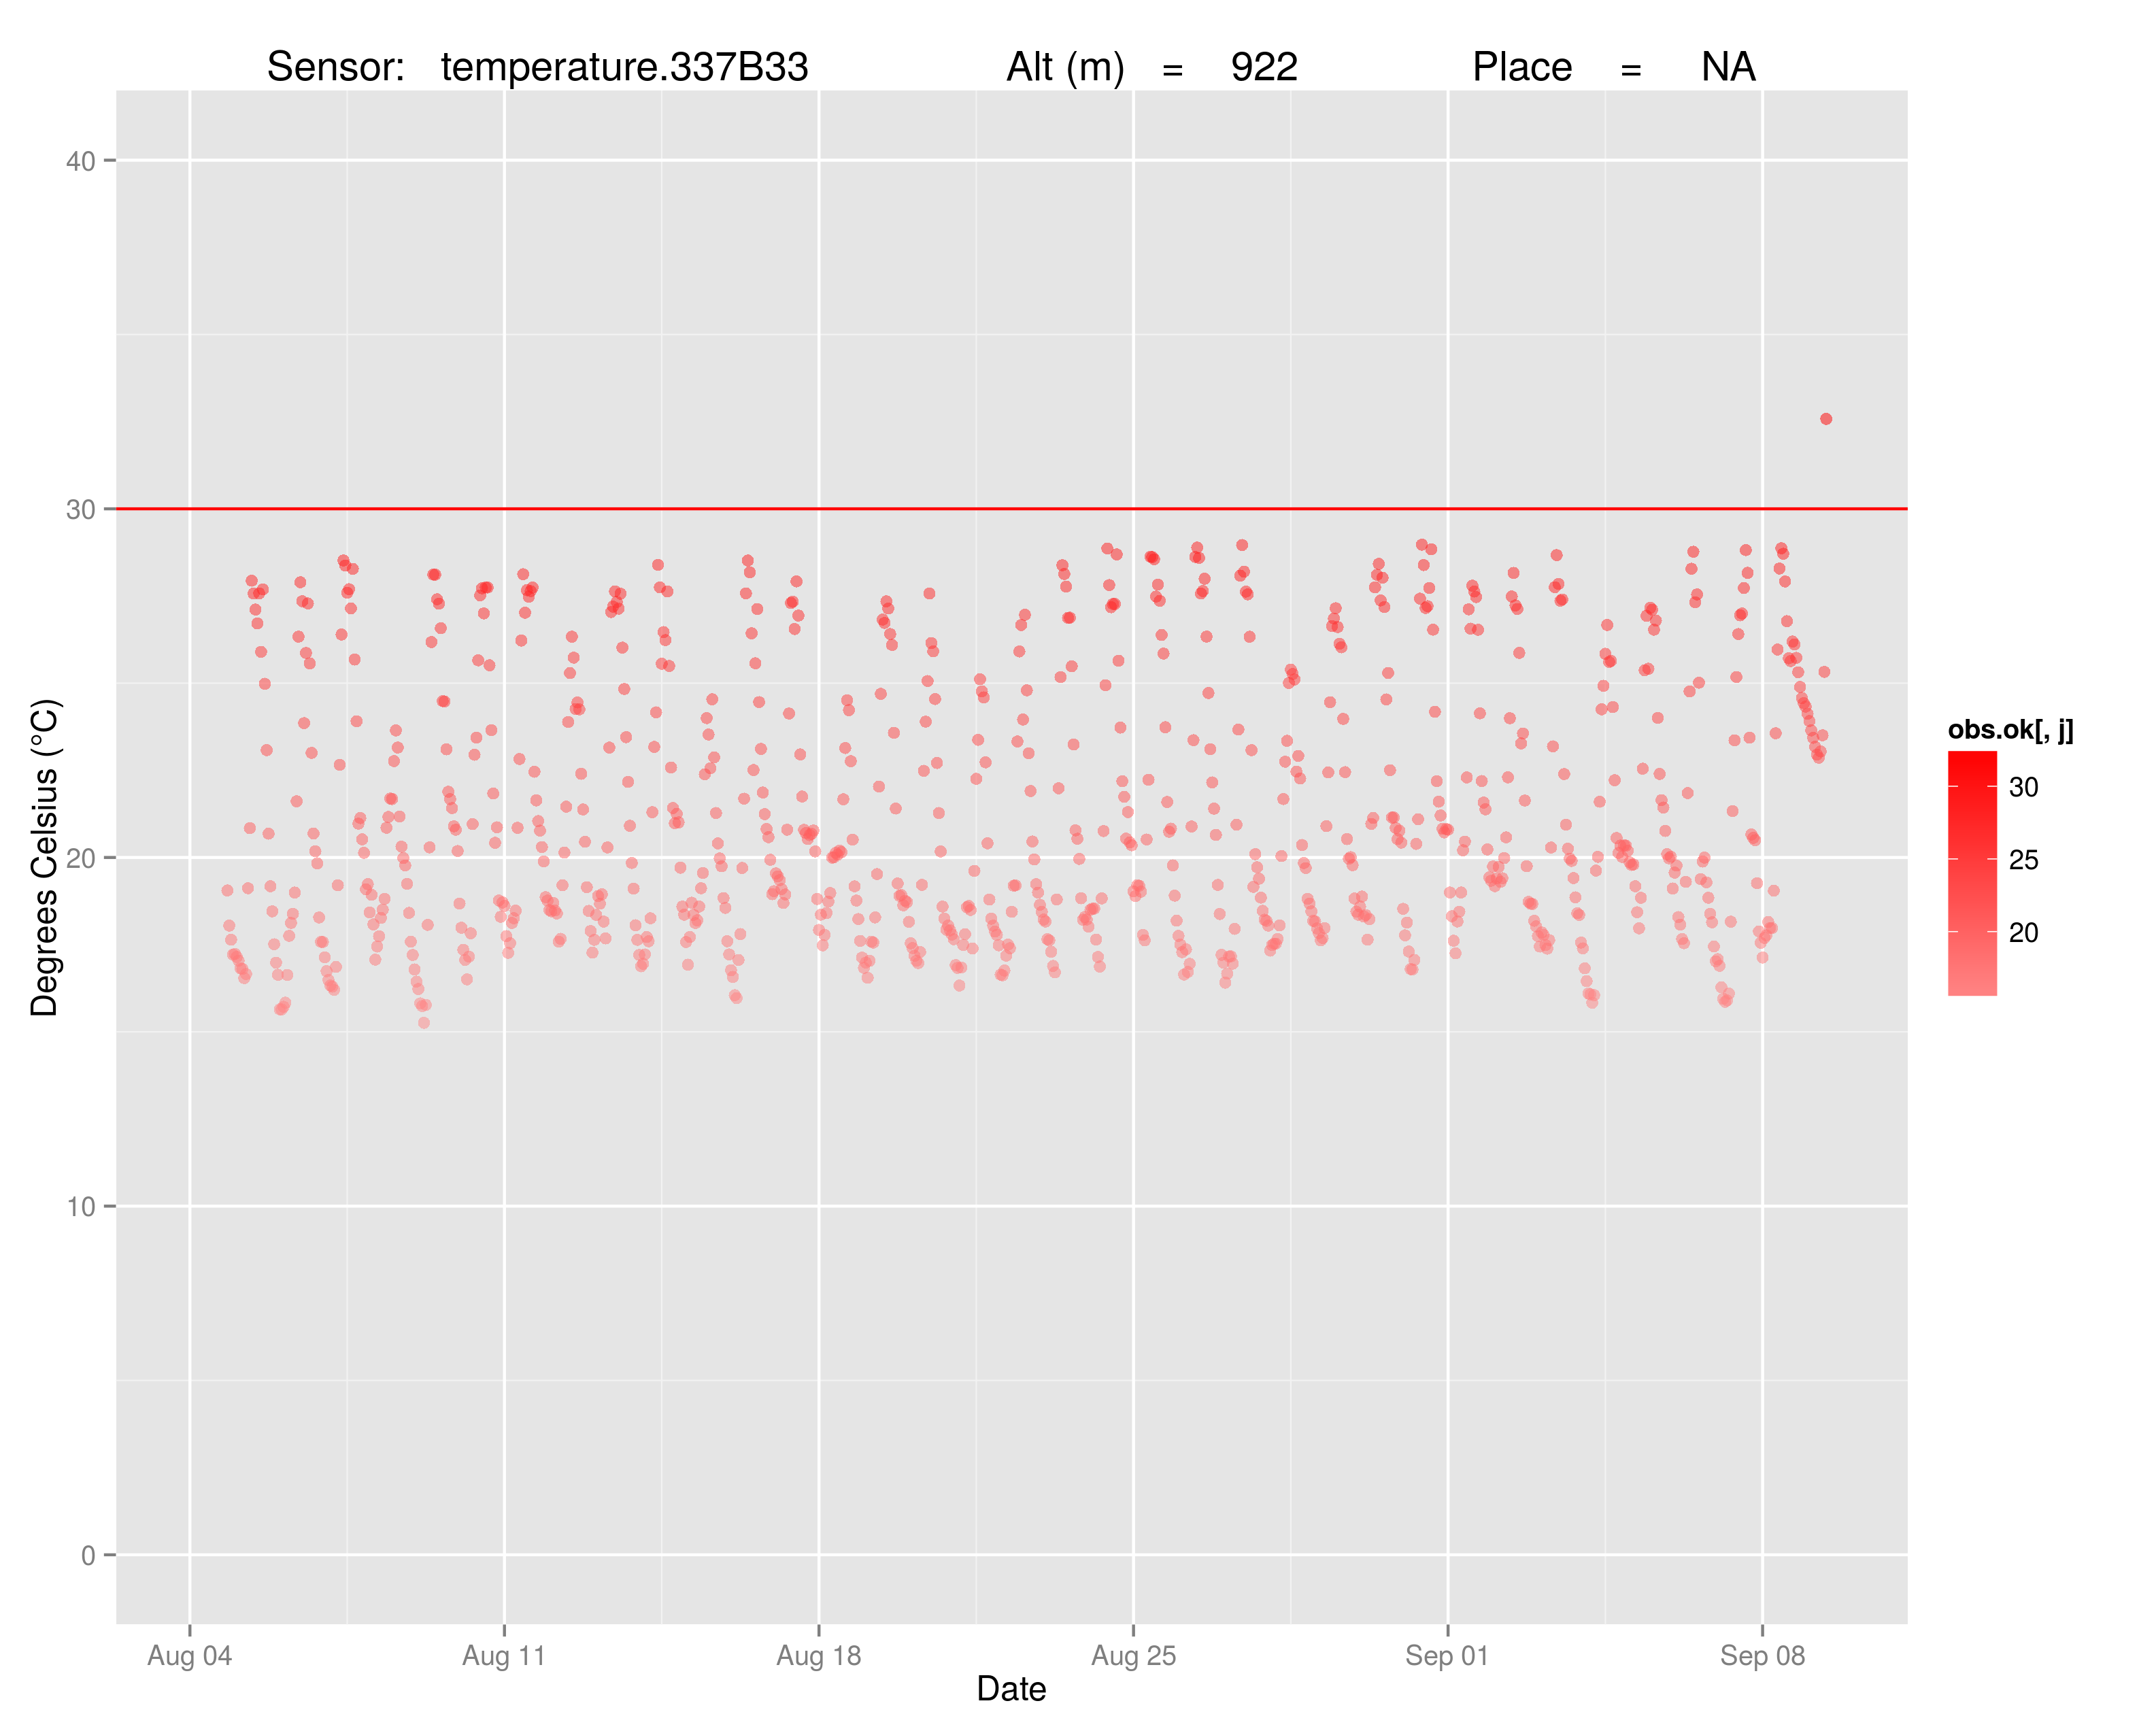 Sensor: temperature.337B33 Alt (m) = 922 Place = NA
40
30
20
10
0
Degrees Celsius (°C)
Aug 04 Aug 11 Aug 18 Aug 25 Sep 01 Sep 08
Date
obs.ok[, j]
30
25
20